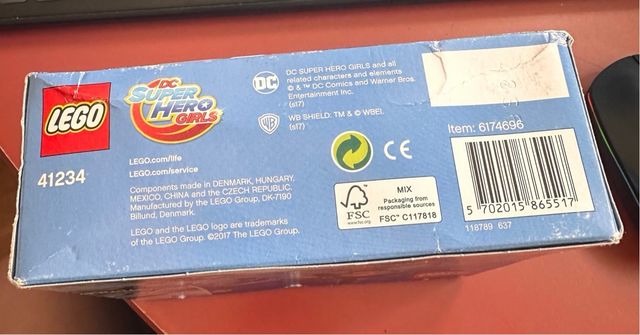 LEGO
DC
SUPER
HERO
GIRLS
41234
LEGO.com/life
LEGO.com/service
Components made in DENMARK, HUNGARY,
MEXICO, CHINA and the CZECH REPUBLIC.
Manufactured by the LEGO Group, DK-7190
Billund, Denmark.
LEGO and the LEGO logo are trademarks
of the LEGO Group. ©2017 The LEGO Group.
DC
DC SUPER HERO GIRLS and all
related characters and elements
© & ™ DC Comics and Warner Bros.
Entertainment Inc.
(s17)
WB
WB SHIELD: TM & © WBEI.
(s17)
CE
FSC
www.fsc.org
MIX
Packaging from
responsible sources
FSC® C117818
Item: 6174696
5 702015 865517
118789 637